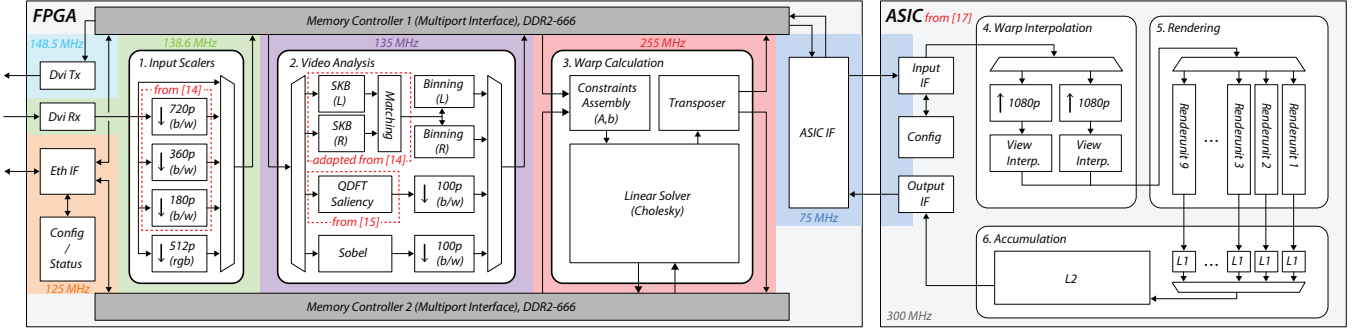 FPGA
Memory Controller 1 (Multiport Interface), DDR2-666
148.5 MHz
138.6 MHz
135 MHz
255 MHz
Dvi Tx
Dvi Rx
Eth IF
Config /
Status
125 MHz
1. Input Scalers
from [14]
720p
(b/w)
360p
(b/w)
180p
(b/w)
512p
(rgb)
2. Video Analysis
SKB
(L)
SKB
(R)
Matching
Binning
(L)
Binning
(R)
adapted from [14]
QDFT
Saliency
from [15]
100p
(b/w)
Sobel
100p
(b/w)
3. Warp Calculation
Constraints
Assembly
(A,b)
Transposer
Linear Solver
(Cholesky)
ASIC IF
75 MHz
Memory Controller 2 (Multiport Interface), DDR2-666
ASIC from [17]
Input
IF
Config
Output
IF
300 MHz
4. Warp Interpolation
1080p
1080p
View
Interp.
View
Interp.
5. Rendering
Renderunit 9
...
Renderunit 3
Renderunit 2
Renderunit 1
6. Accumulation
L1
...
L1
L1
L1
L2